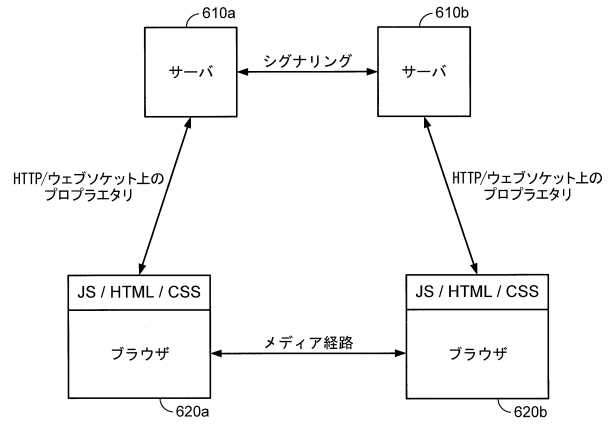 610a
610b
サーバ
シグナリング
サーバ
HTTP/ウェブソケット上の
プロプラエタリ
HTTP/ウェブソケット上の
プロプラエタリ
JS / HTML / CSS
JS / HTML / CSS
ブラウザ
メディア経路
ブラウザ
620a
620b